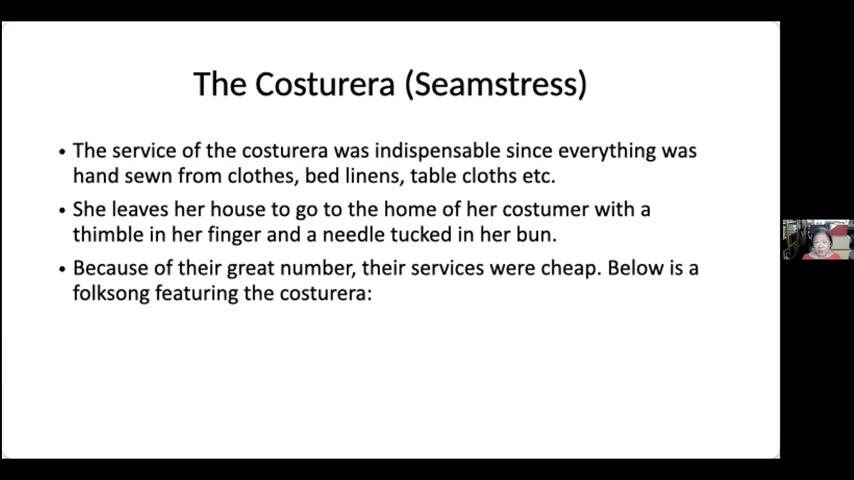 The Costurera (Seamstress)
• The service of the costurera was indispensable since everything was
hand sewn from clothes, bed linens, table cloths etc.
• She leaves her house to go to the home of her costumer with a
thimble in her finger and a needle tucked in her bun.
• Because of their great number, their services were cheap. Below is a
folksong featuring the costurera: